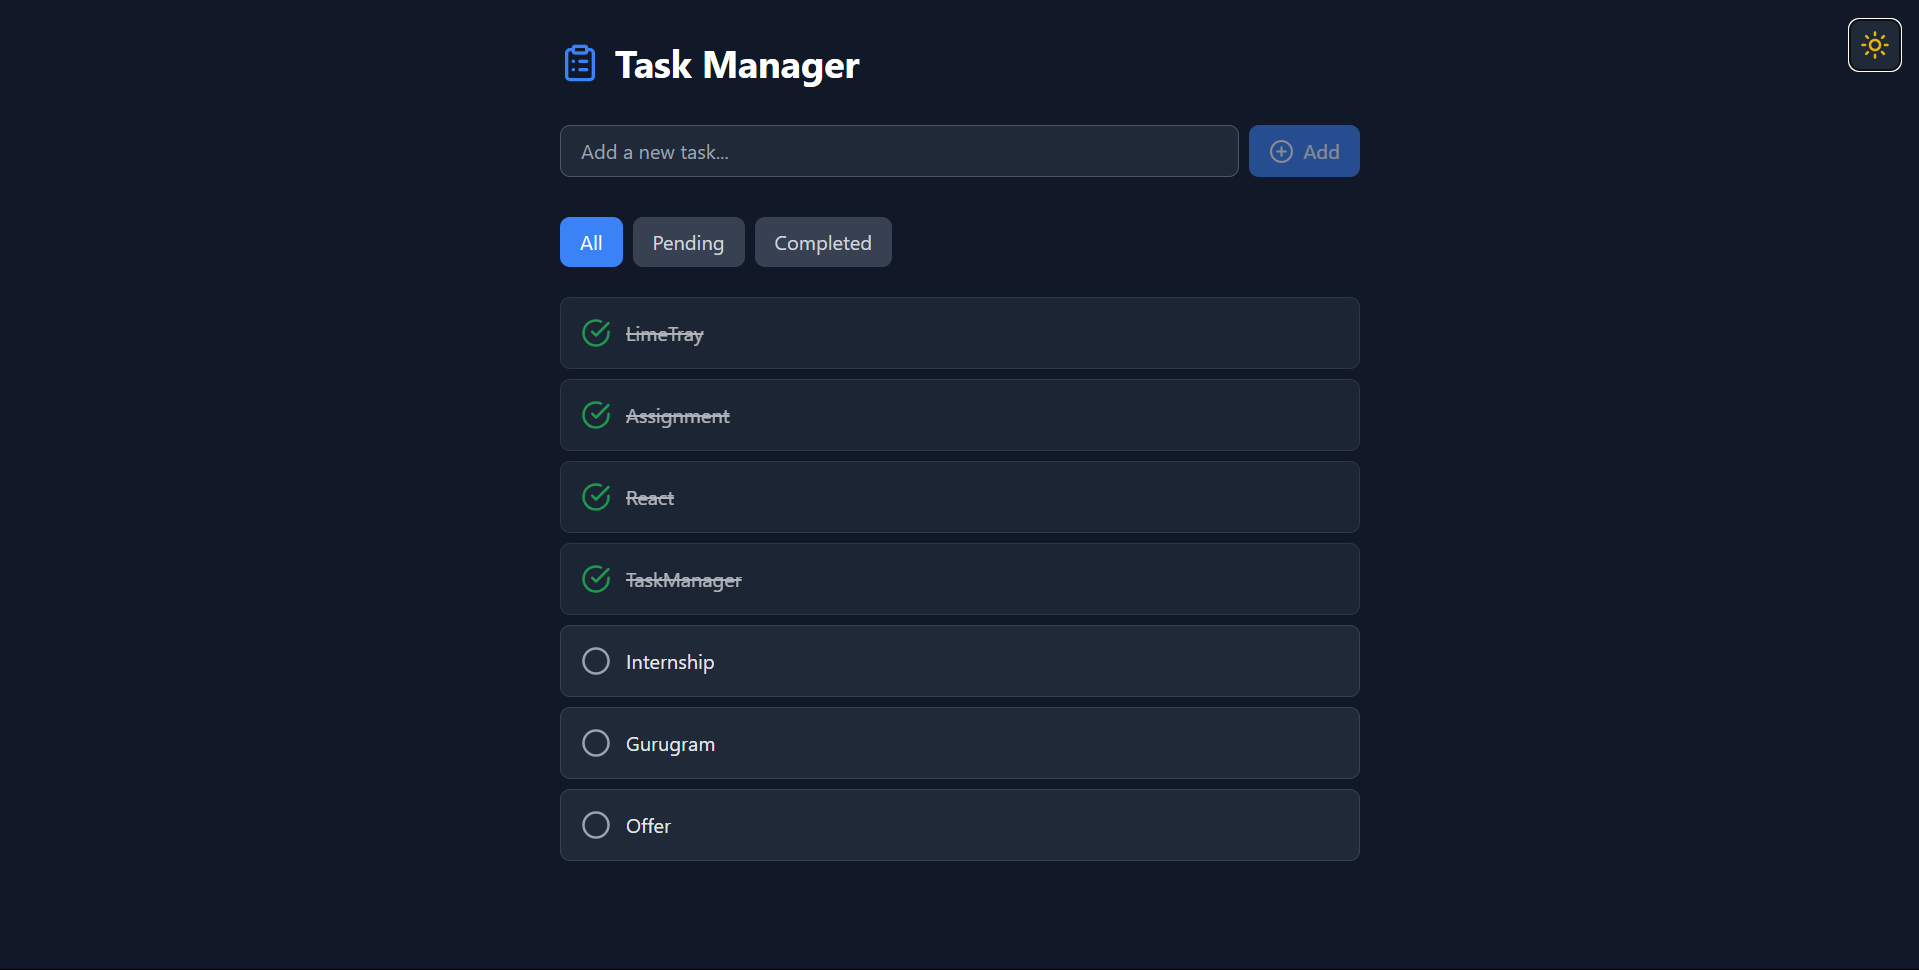 Task Manager
Add a new task...
Add
All
Pending
Completed
LimeTray
Assignment
React
TaskManager
Internship
Gurugram
Offer